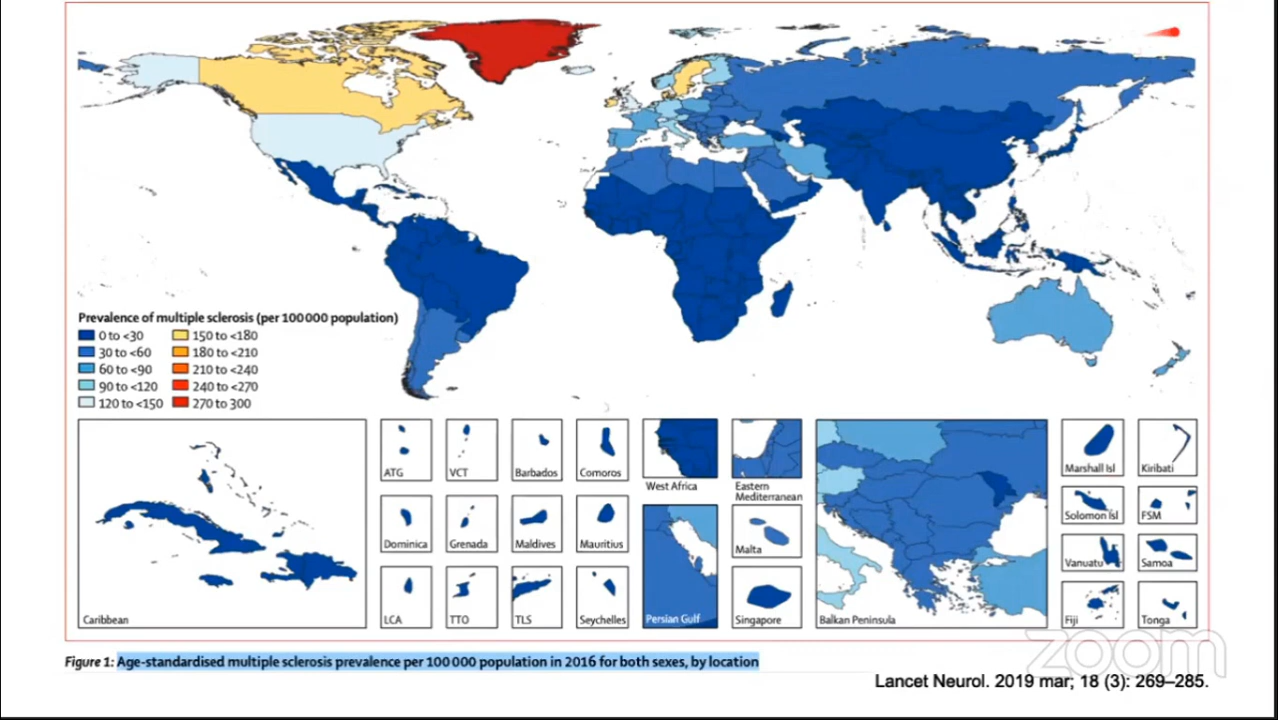 Prevalence of multiple sclerosis (per 100 000 population)
0 to <30
30 to <60
60 to <90
90 to <120
120 to <150
150 to <180
180 to <210
210 to <240
240 to <270
270 to 300
Caribbean
ATG
VCT
Barbados
Comoros
West Africa
Eastern
Mediterranean
Dominica
Grenada
Maldives
Mauritius
Malta
LCA
TTO
TLS
Seychelles
Persian Gulf
Singapore
Balkan Peninsula
Marshall Isl
Kiribati
Solomon Isl
FSM
Vanuatu
Samoa
Fiji
Tonga
Figure 1: Age-standardised multiple sclerosis prevalence per 100 000 population in 2016 for both sexes, by location
zoom
Lancet Neurol. 2019 mar; 18 (3): 269–285.